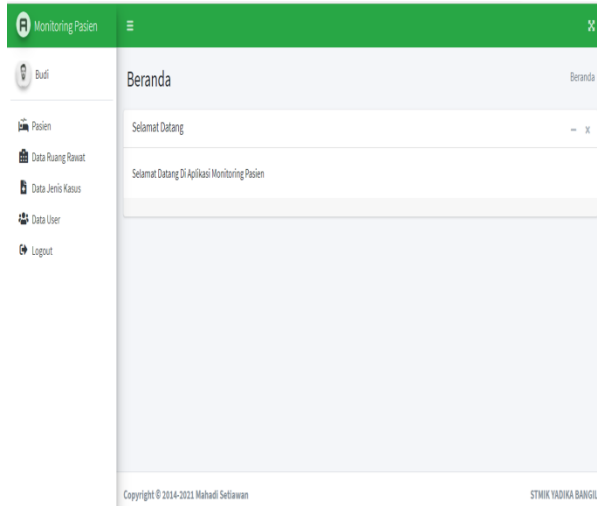 Monitoring Pasien
Budi
Pasien
Data Ruang Rawat
Data Jenis Kasus
Data User
Logout
Beranda
Beranda
Selamat Datang
Selamat Datang Di Aplikasi Monitoring Pasien
Copyright © 2014-2021 Mahadi Setiawan
STMIK YADIKA BANGIL